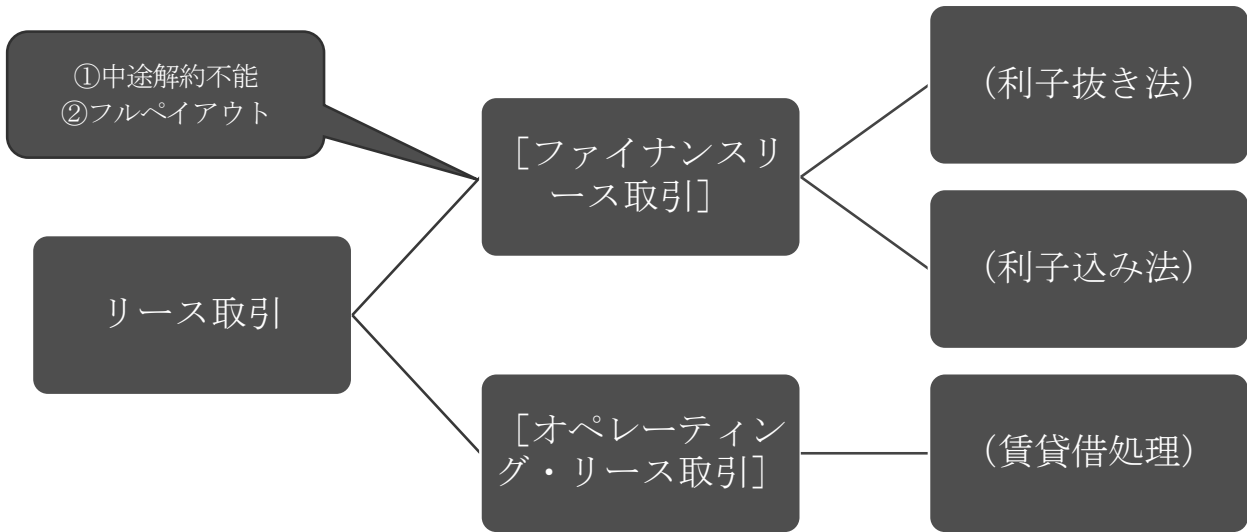 ①中途解約不能
②フルペイアウト
リース取引
［ファイナンスリ
ース取引］
［オペレーティン
グ・リース取引］
（利子抜き法）
（利子込み法）
（賃貸借処理）